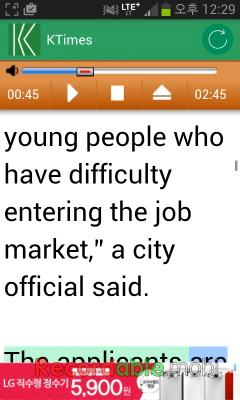 LTE 오후 12:29
KTimes
00:45 02:45
young people who
have difficulty
entering the job
market," a city
official said.
The applicants are
Recordable.mobi
LG직수형정수기 5,900원